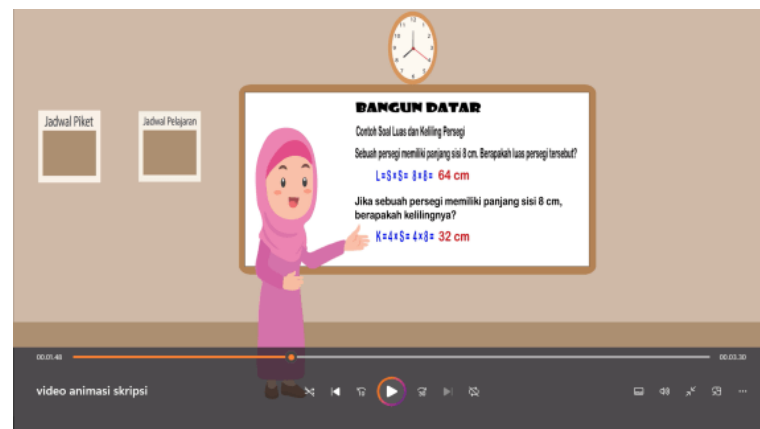 Jadwal Piket
Jadwal Pelajaran
BANGUN DATAR
Contoh Soal Luas dan Keliling Persegi
Sebuah persegi memiliki panjang sisi 8 cm. Berapakah luas persegi tersebut?
L=S×S= 8×8= 64 cm
Jika sebuah persegi memiliki panjang sisi 8 cm,
berapakah kelilingnya?
K=4×S= 4×8= 32 cm
00.01.48
00.03.30
video animasi skripsi